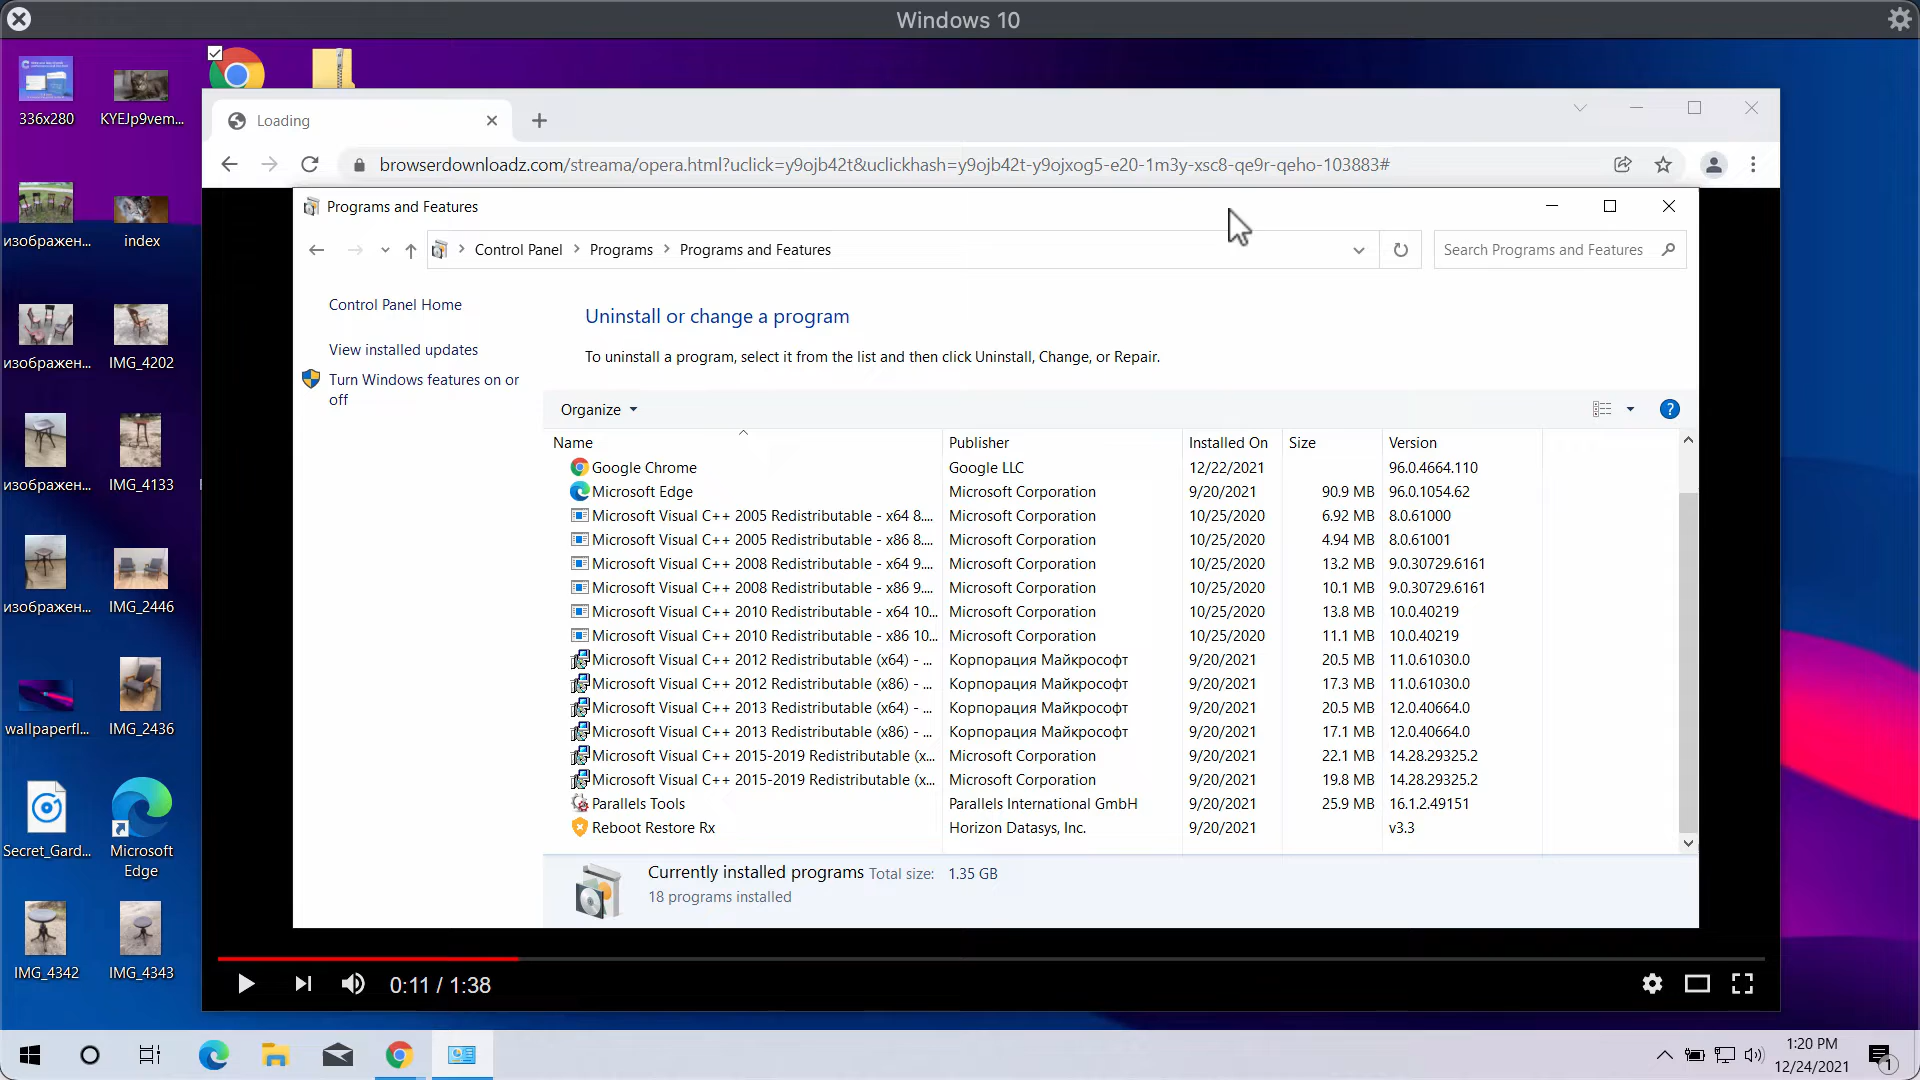 Windows 10
336x280
KYEJp9vem...
изображен...
index
изображен...
IMG_4202
изображен...
IMG_4133
изображен...
IMG_2446
wallpaperfl...
IMG_2436
Secret_Gard...
Microsoft
Edge
IMG_4342
IMG_4343
Loading
browserdownloadz.com/streama/opera.html?uclick=y9ojb42t&uclickhash=y9ojb42t-y9ojxog5-e20-1m3y-xsc8-qe9r-qeho-103883#
Programs and Features
Control Panel
Programs
Programs and Features
Search Programs and Features
Control Panel Home
View installed updates
Turn Windows features on or
off
Uninstall or change a program
To uninstall a program, select it from the list and then click Uninstall, Change, or Repair.
Organize
Name Publisher Installed On Size Version
Google Chrome Google LLC 12/22/2021 96.0.4664.110
Microsoft Edge Microsoft Corporation 9/20/2021 90.9 MB 96.0.1054.62
Microsoft Visual C++ 2005 Redistributable - x64 8.... Microsoft Corporation 10/25/2020 6.92 MB 8.0.61000
Microsoft Visual C++ 2005 Redistributable - x86 8.... Microsoft Corporation 10/25/2020 4.94 MB 8.0.61001
Microsoft Visual C++ 2008 Redistributable - x64 9.... Microsoft Corporation 10/25/2020 13.2 MB 9.0.30729.6161
Microsoft Visual C++ 2008 Redistributable - x86 9.... Microsoft Corporation 10/25/2020 10.1 MB 9.0.30729.6161
Microsoft Visual C++ 2010 Redistributable - x64 10... Microsoft Corporation 10/25/2020 13.8 MB 10.0.40219
Microsoft Visual C++ 2010 Redistributable - x86 10... Microsoft Corporation 10/25/2020 11.1 MB 10.0.40219
Microsoft Visual C++ 2012 Redistributable (x64) - ... Корпорация Майкрософт 9/20/2021 20.5 MB 11.0.61030.0
Microsoft Visual C++ 2012 Redistributable (x86) - ... Корпорация Майкрософт 9/20/2021 17.3 MB 11.0.61030.0
Microsoft Visual C++ 2013 Redistributable (x64) - ... Корпорация Майкрософт 9/20/2021 20.5 MB 12.0.40664.0
Microsoft Visual C++ 2013 Redistributable (x86) - ... Корпорация Майкрософт 9/20/2021 17.1 MB 12.0.40664.0
Microsoft Visual C++ 2015-2019 Redistributable (x... Microsoft Corporation 9/20/2021 22.1 MB 14.28.29325.2
Microsoft Visual C++ 2015-2019 Redistributable (x... Microsoft Corporation 9/20/2021 19.8 MB 14.28.29325.2
Parallels Tools Parallels International GmbH 9/20/2021 25.9 MB 16.1.2.49151
Reboot Restore Rx Horizon Datasys, Inc. 9/20/2021 v3.3
Currently installed programs Total size: 1.35 GB
18 programs installed
0:11 / 1:38
1:20 PM
12/24/2021
1